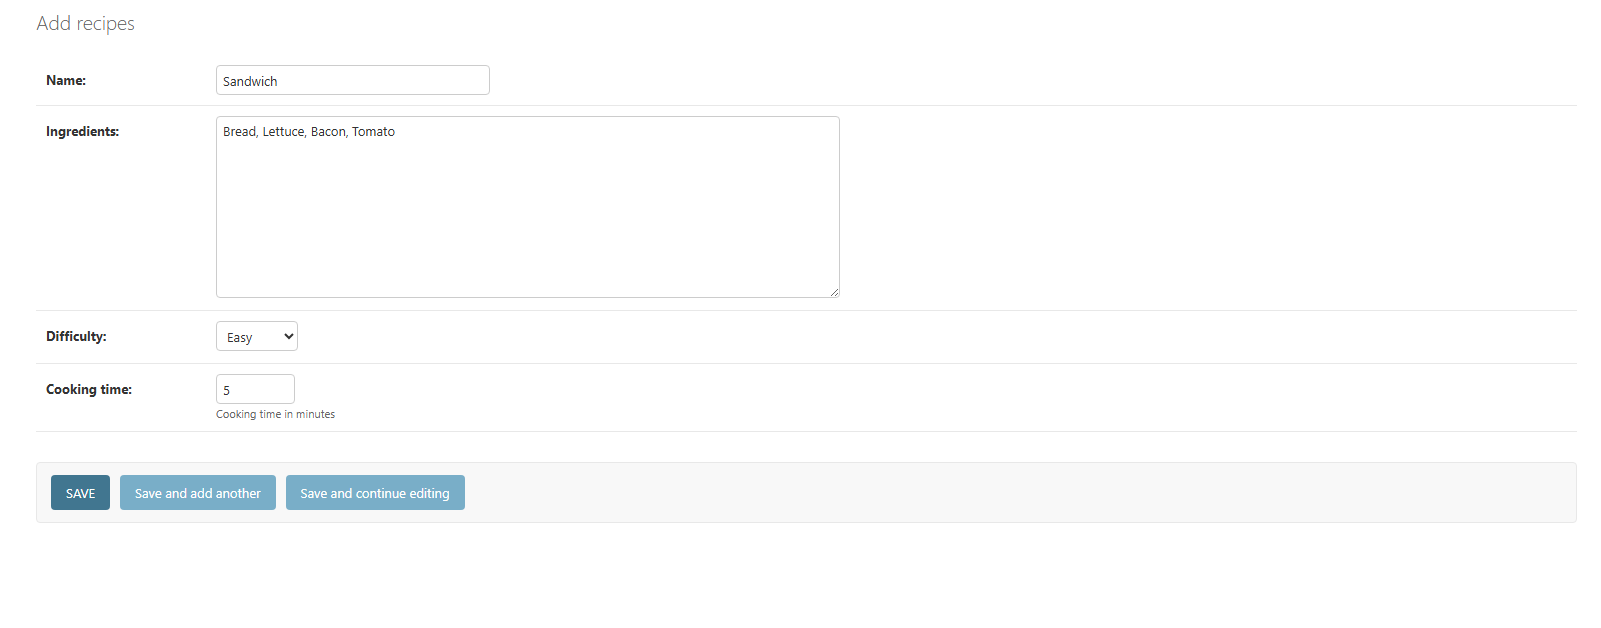 Add recipes
Name: Sandwich
Ingredients: Bread, Lettuce, Bacon, Tomato
Difficulty: Easy
Cooking time: 5
Cooking time in minutes
SAVE Save and add another Save and continue editing